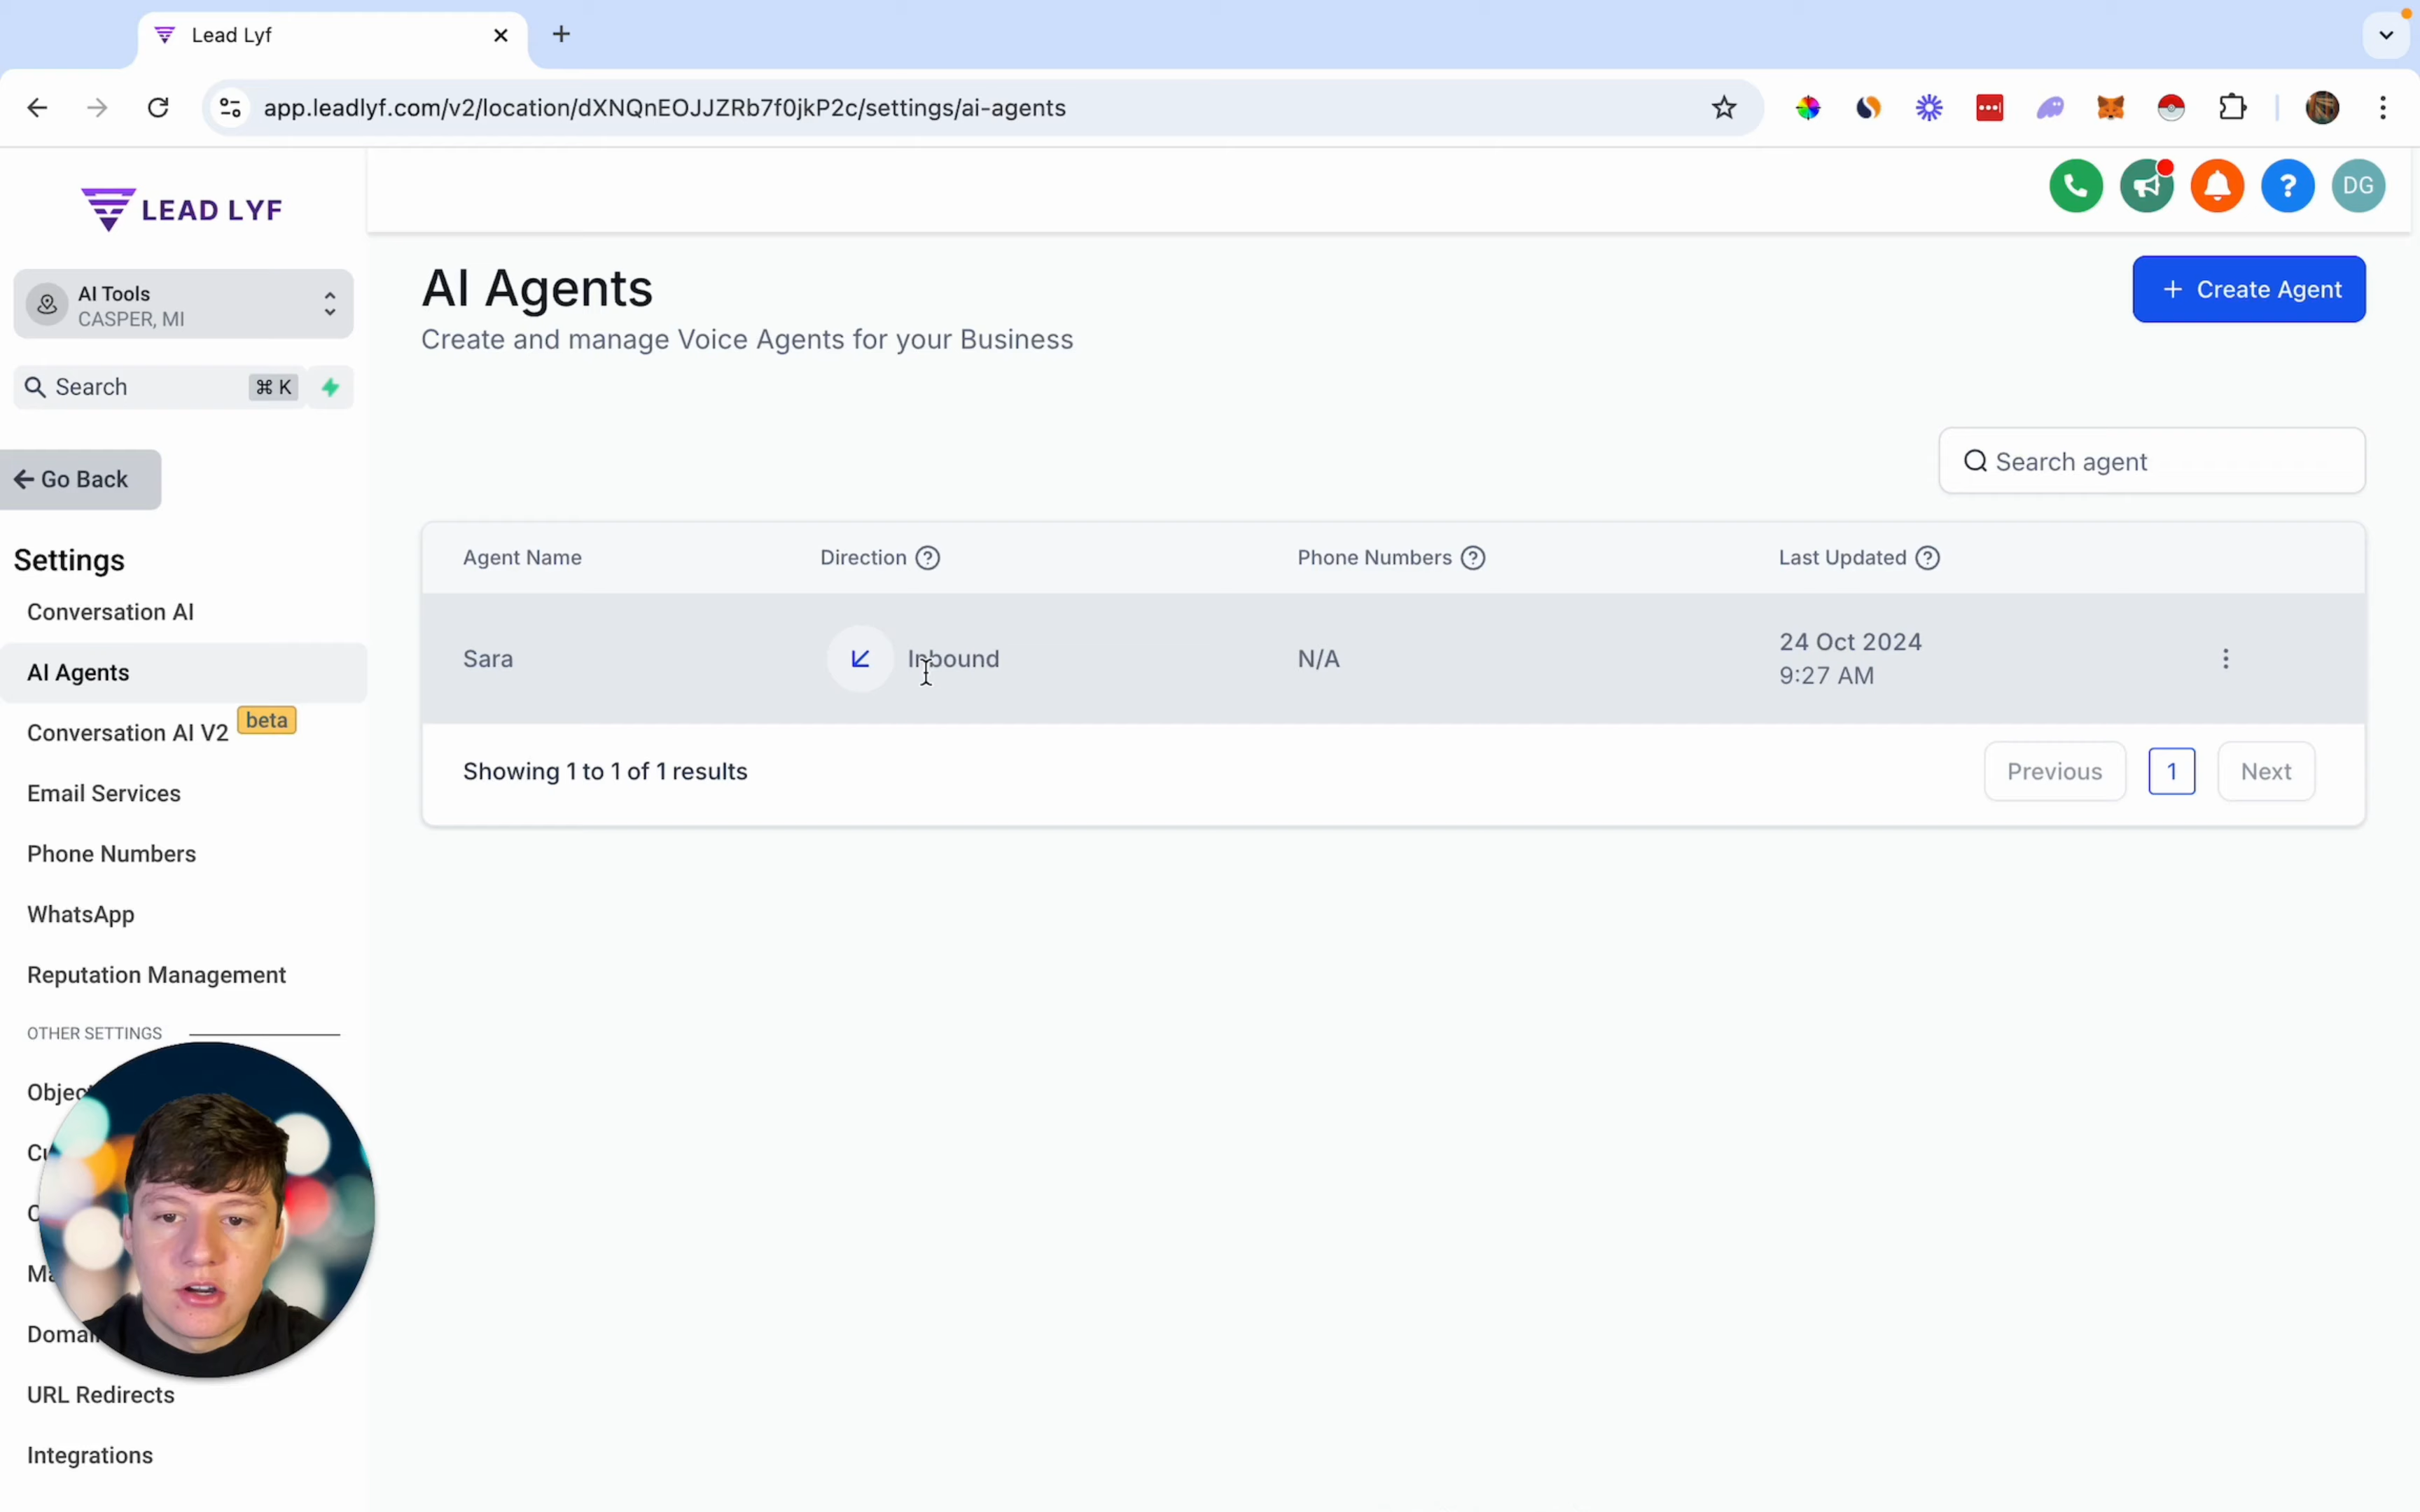 Lead Lyf
app.leadlyf.com/v2/location/dXNQnEOJJZRb7f0jkP2c/settings/ai-agents
LEAD LYF
DG
AI Tools
CASPER, MI
Search ⌘ K
Go Back
Settings
Conversation AI
AI Agents
Conversation AI V2 beta
Email Services
Phone Numbers
WhatsApp
Reputation Management
OTHER SETTINGS
URL Redirects
Integrations
AI Agents
Create and manage Voice Agents for your Business
+ Create Agent
Search agent
Agent Name Direction Phone Numbers Last Updated
Sara Inbound N/A 24 Oct 2024
9:27 AM
Showing 1 to 1 of 1 results
Previous 1 Next